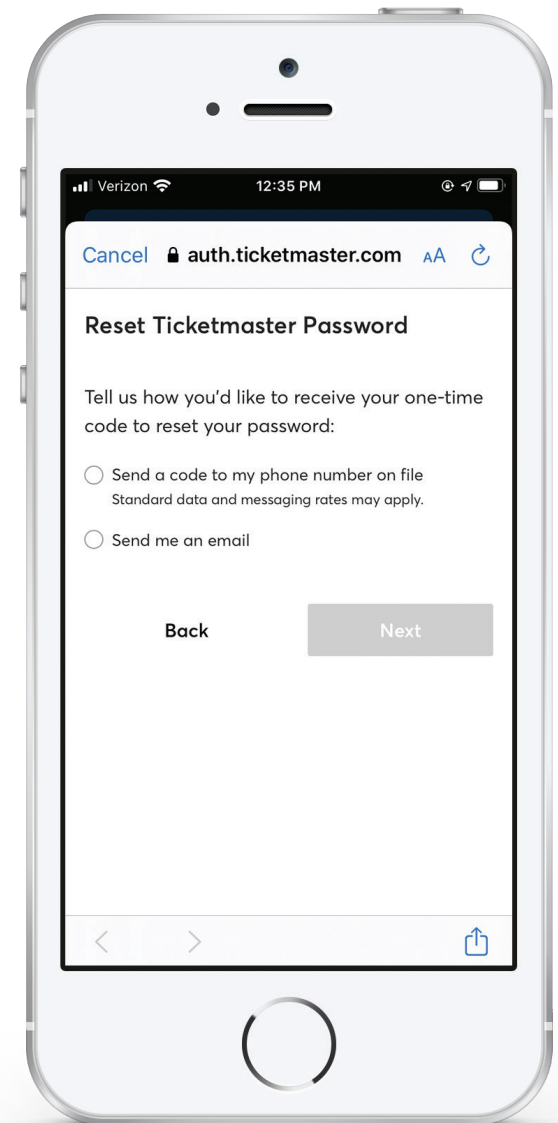 Verizon 12:35 PM
Cancel auth.ticketmaster.com AA
Reset Ticketmaster Password
Tell us how you'd like to receive your one-time
code to reset your password:
Send a code to my phone number on file
Standard data and messaging rates may apply.
Send me an email
Back Next